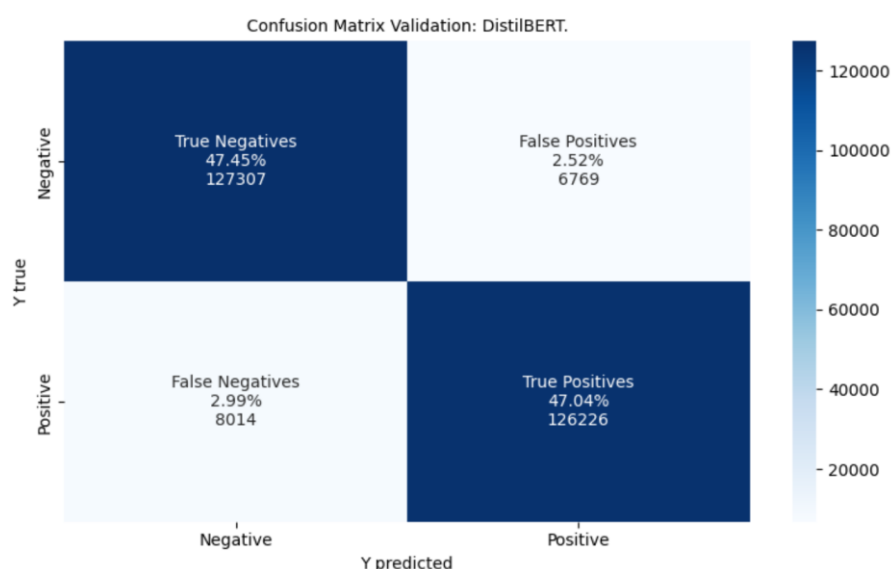 Confusion Matrix Validation: DistilBERT.
Negative
True Negatives
47.45%
127307
False Positives
2.52%
6769
Y true
Positive
False Negatives
2.99%
8014
True Positives
47.04%
126226
Negative
Positive
Y predicted
120000
100000
80000
60000
40000
20000